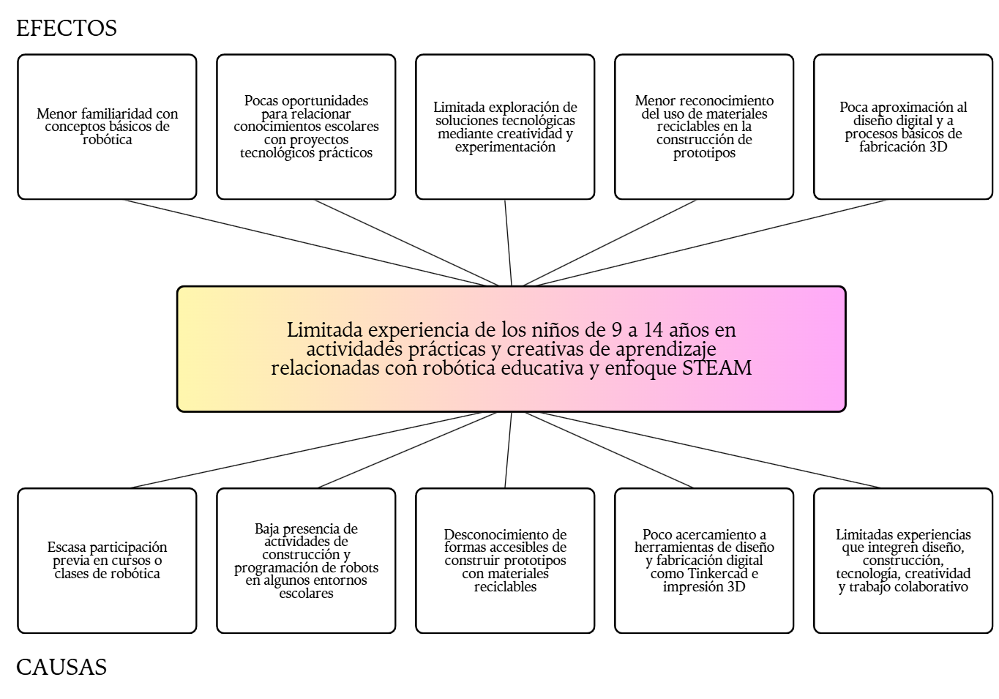 EFECTOS
Menor familiaridad con
conceptos básicos de
robótica
Pocas oportunidades
para relacionar
conocimientos escolares
con proyectos
tecnológicos prácticos
Limitada exploración de
soluciones tecnológicas
mediante creatividad y
experimentación
Menor reconocimiento
del uso de materiales
reciclables en la
construcción de
prototipos
Poca aproximación al
diseño digital y a
procesos básicos de
fabricación 3D
Limitada experiencia de los niños de 9 a 14 años en
actividades prácticas y creativas de aprendizaje
relacionadas con robótica educativa y enfoque STEAM
Escasa participación
previa en cursos o
clases de robótica
Baja presencia de
actividades de
construcción y
programación de robots
en algunos entornos
escolares
Desconocimiento de
formas accesibles de
construir prototipos
con materiales
reciclables
Poco acercamiento a
herramientas de diseño
y fabricación digital
como Tinkercad e
impresión 3D
Limitadas experiencias
que integren diseño,
construcción,
tecnología, creatividad
y trabajo colaborativo
CAUSAS